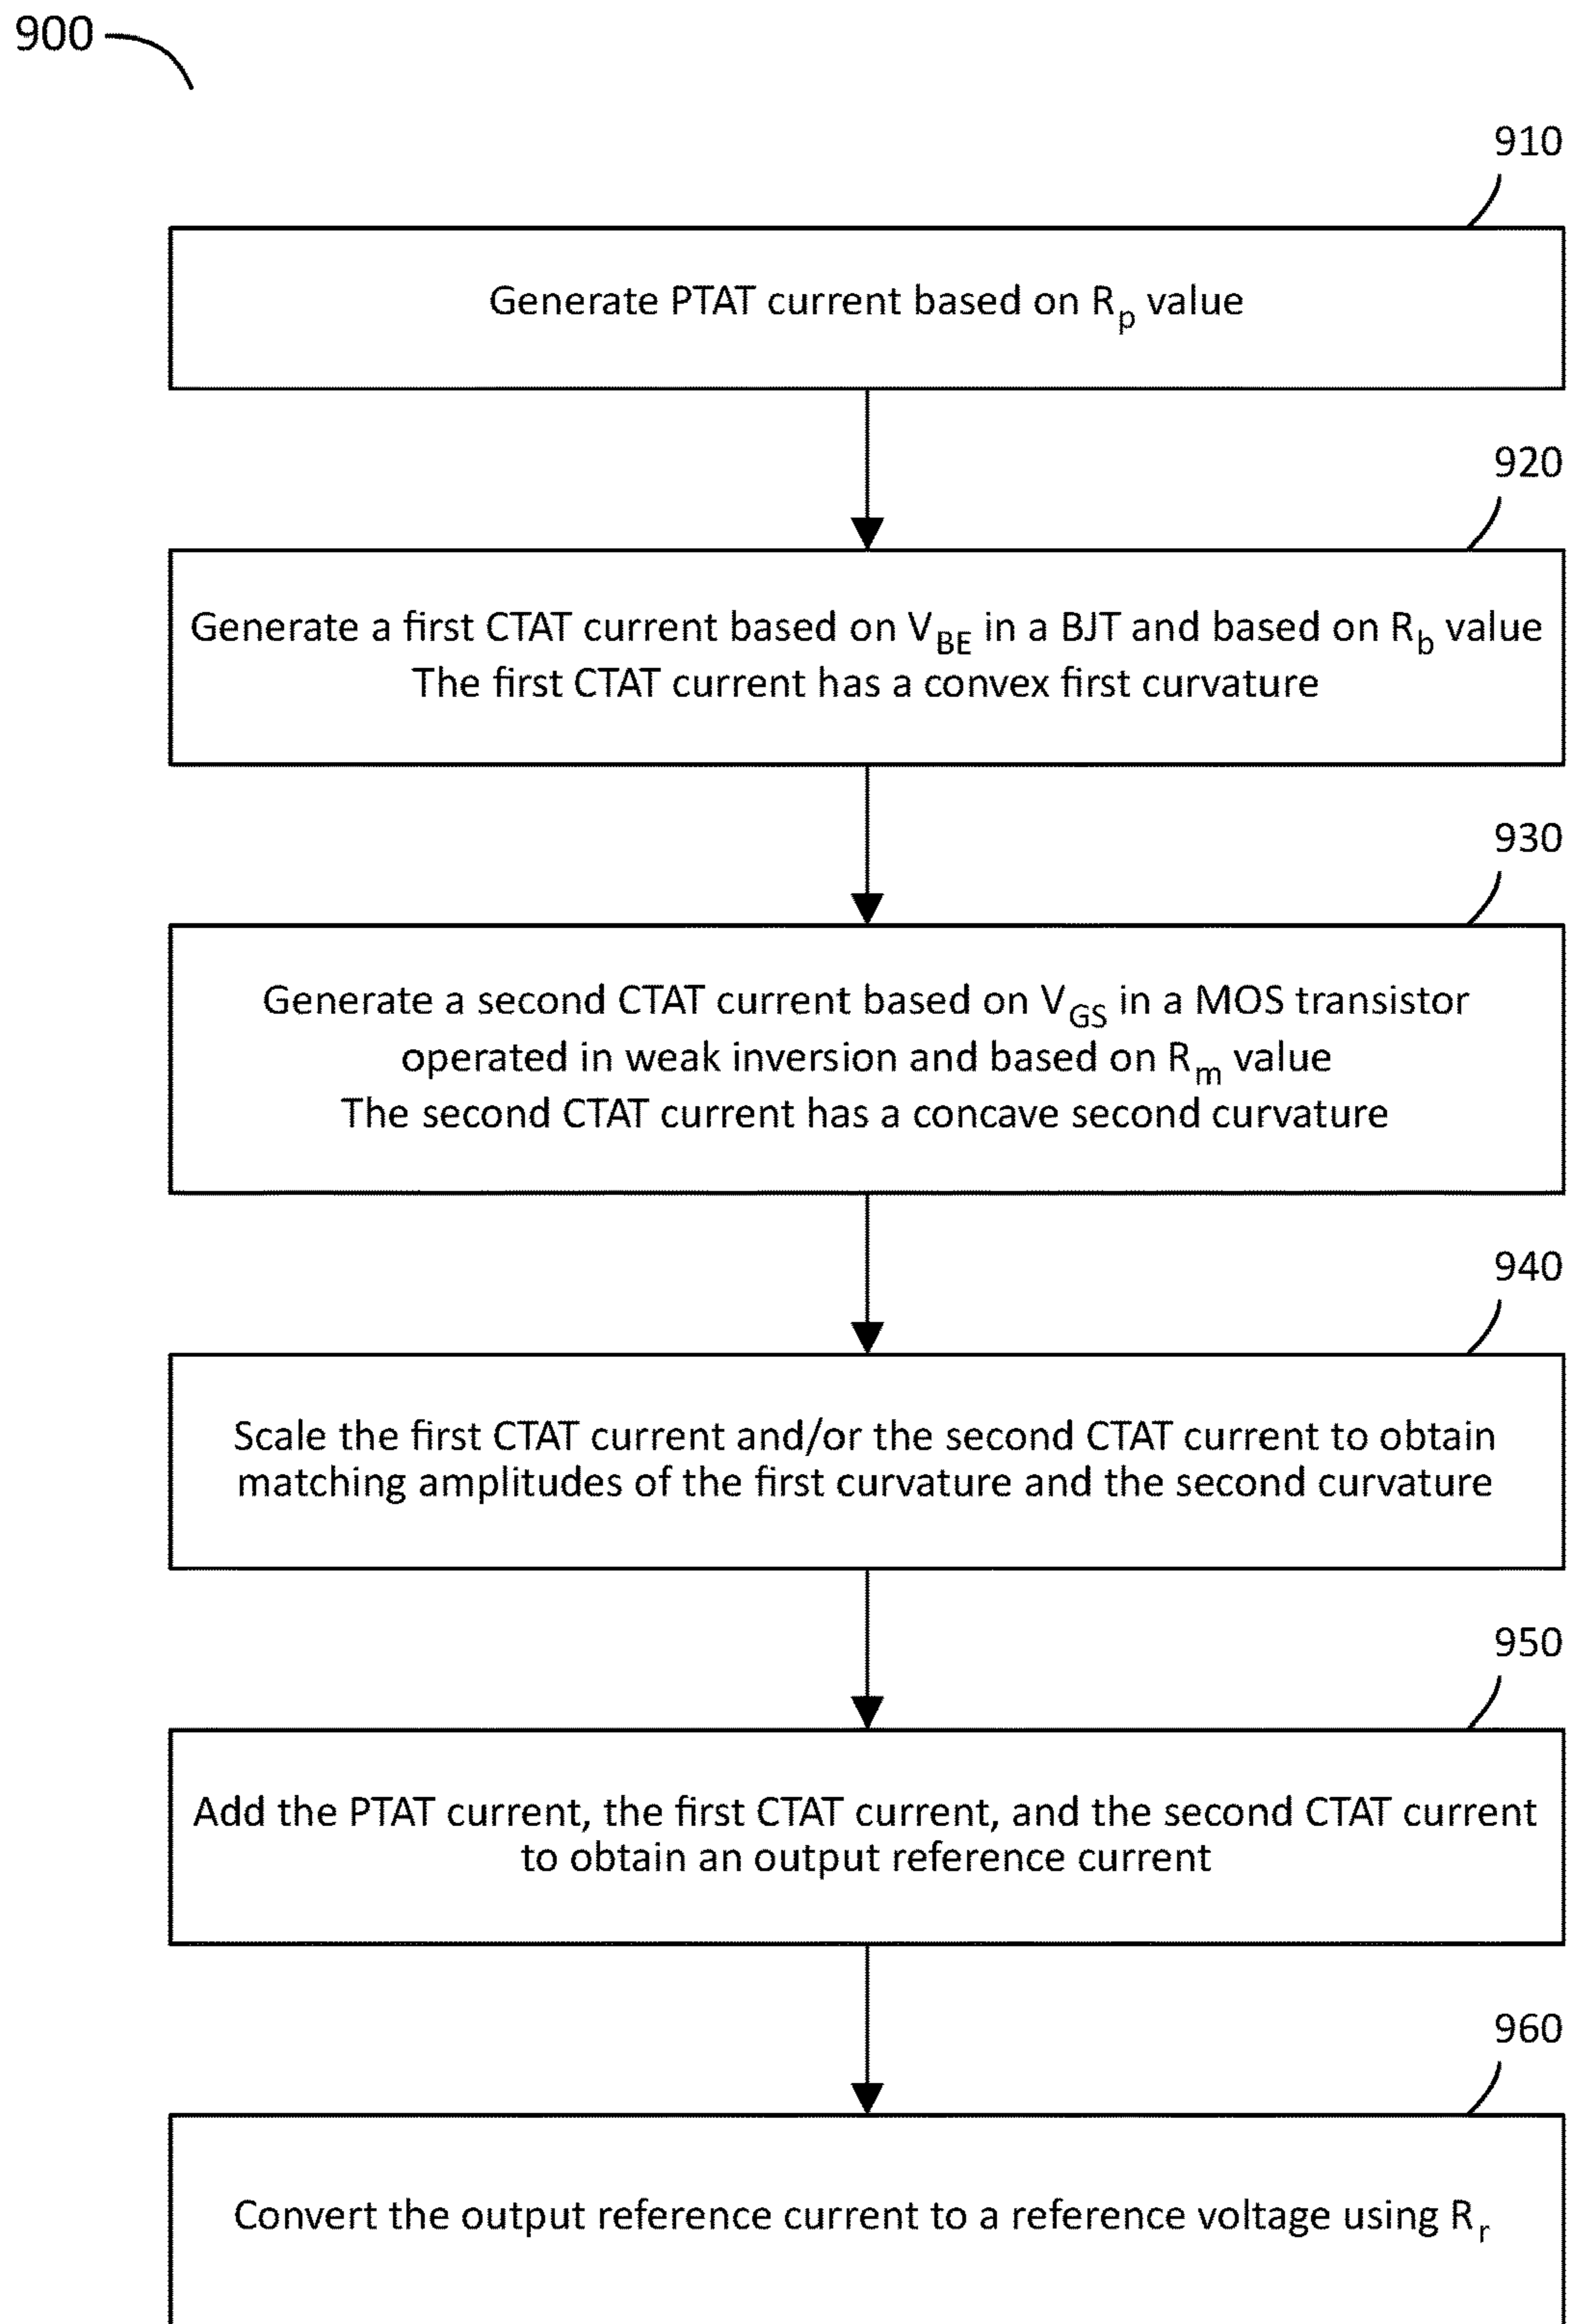 900
910
Generate PTAT current based on Rp value
920
Generate a first CTAT current based on VBE in a BJT and based on Rb value
The first CTAT current has a convex first curvature
930
Generate a second CTAT current based on VGS in a MOS transistor
operated in weak inversion and based on Rm value
The second CTAT current has a concave second curvature
940
Scale the first CTAT current and/or the second CTAT current to obtain
matching amplitudes of the first curvature and the second curvature
950
Add the PTAT current, the first CTAT current, and the second CTAT current
to obtain an output reference current
960
Convert the output reference current to a reference voltage using Rr